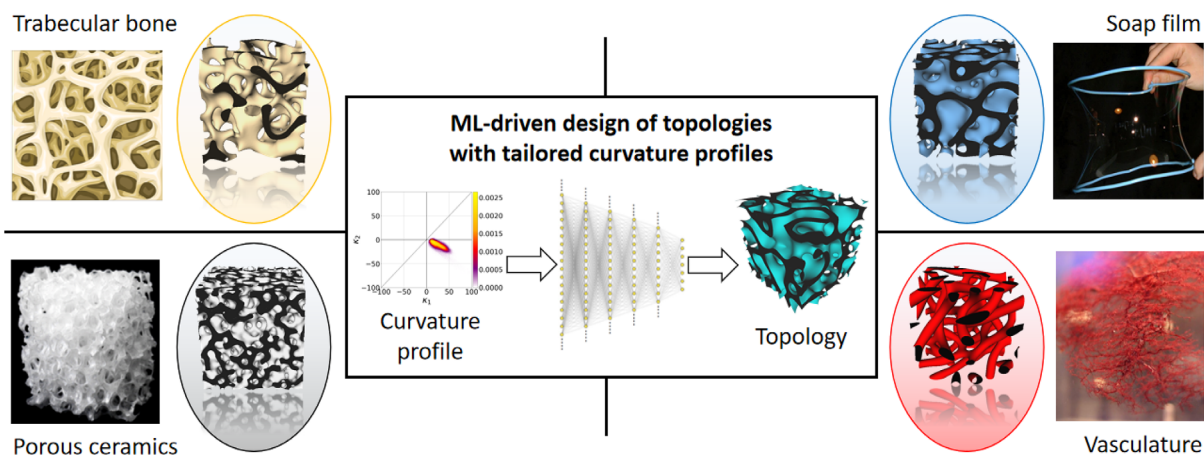 Trabecular bone
Soap film
ML-driven design of topologies
with tailored curvature profiles
100
50
0
−50
−100
κ₂
−100
−50
0
50
100
κ₁
0.0025
0.0020
0.0015
0.0010
0.0005
0.0000
Curvature
profile
Topology
Porous ceramics
Vasculature